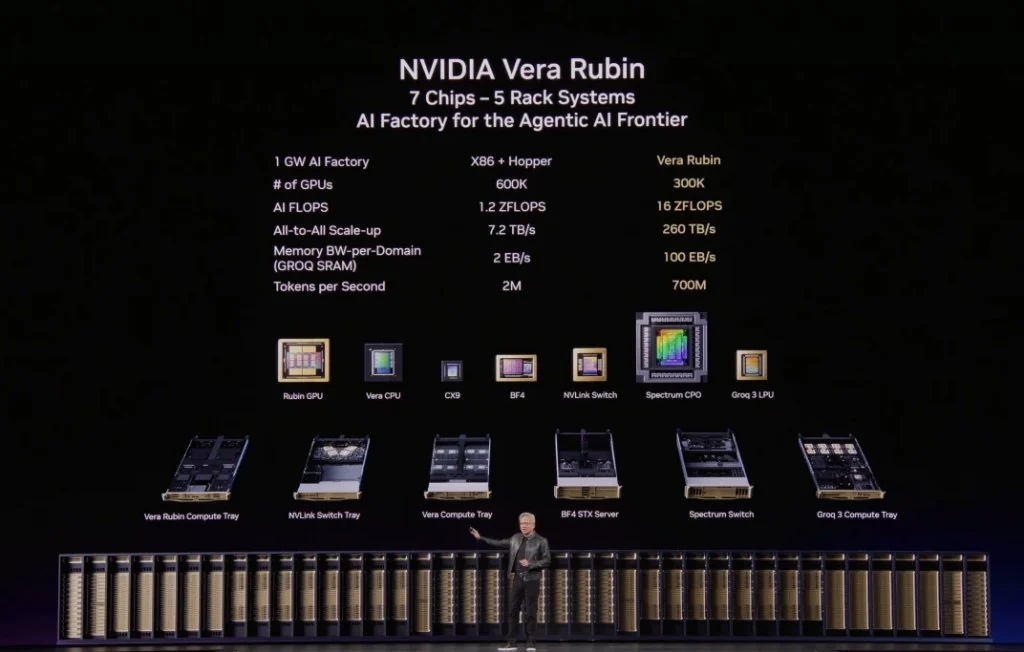 NVIDIA Vera Rubin
7 Chips – 5 Rack Systems
AI Factory for the Agentic AI Frontier
1 GW AI Factory X86 + Hopper Vera Rubin
# of GPUs 600K 300K
AI FLOPS 1.2 ZFLOPS 16 ZFLOPS
All-to-All Scale-up 7.2 TB/s 260 TB/s
Memory BW-per-Domain
(GROQ SRAM) 2 EB/s 100 EB/s
Tokens per Second 2M 700M
Rubin GPU Vera CPU CX9 BF4 NVLink Switch Spectrum CPO Groq 3 LPU
Vera Rubin Compute Tray NVLink Switch Tray Vera Compute Tray BF4 STX Server Spectrum Switch Groq 3 Compute Tray